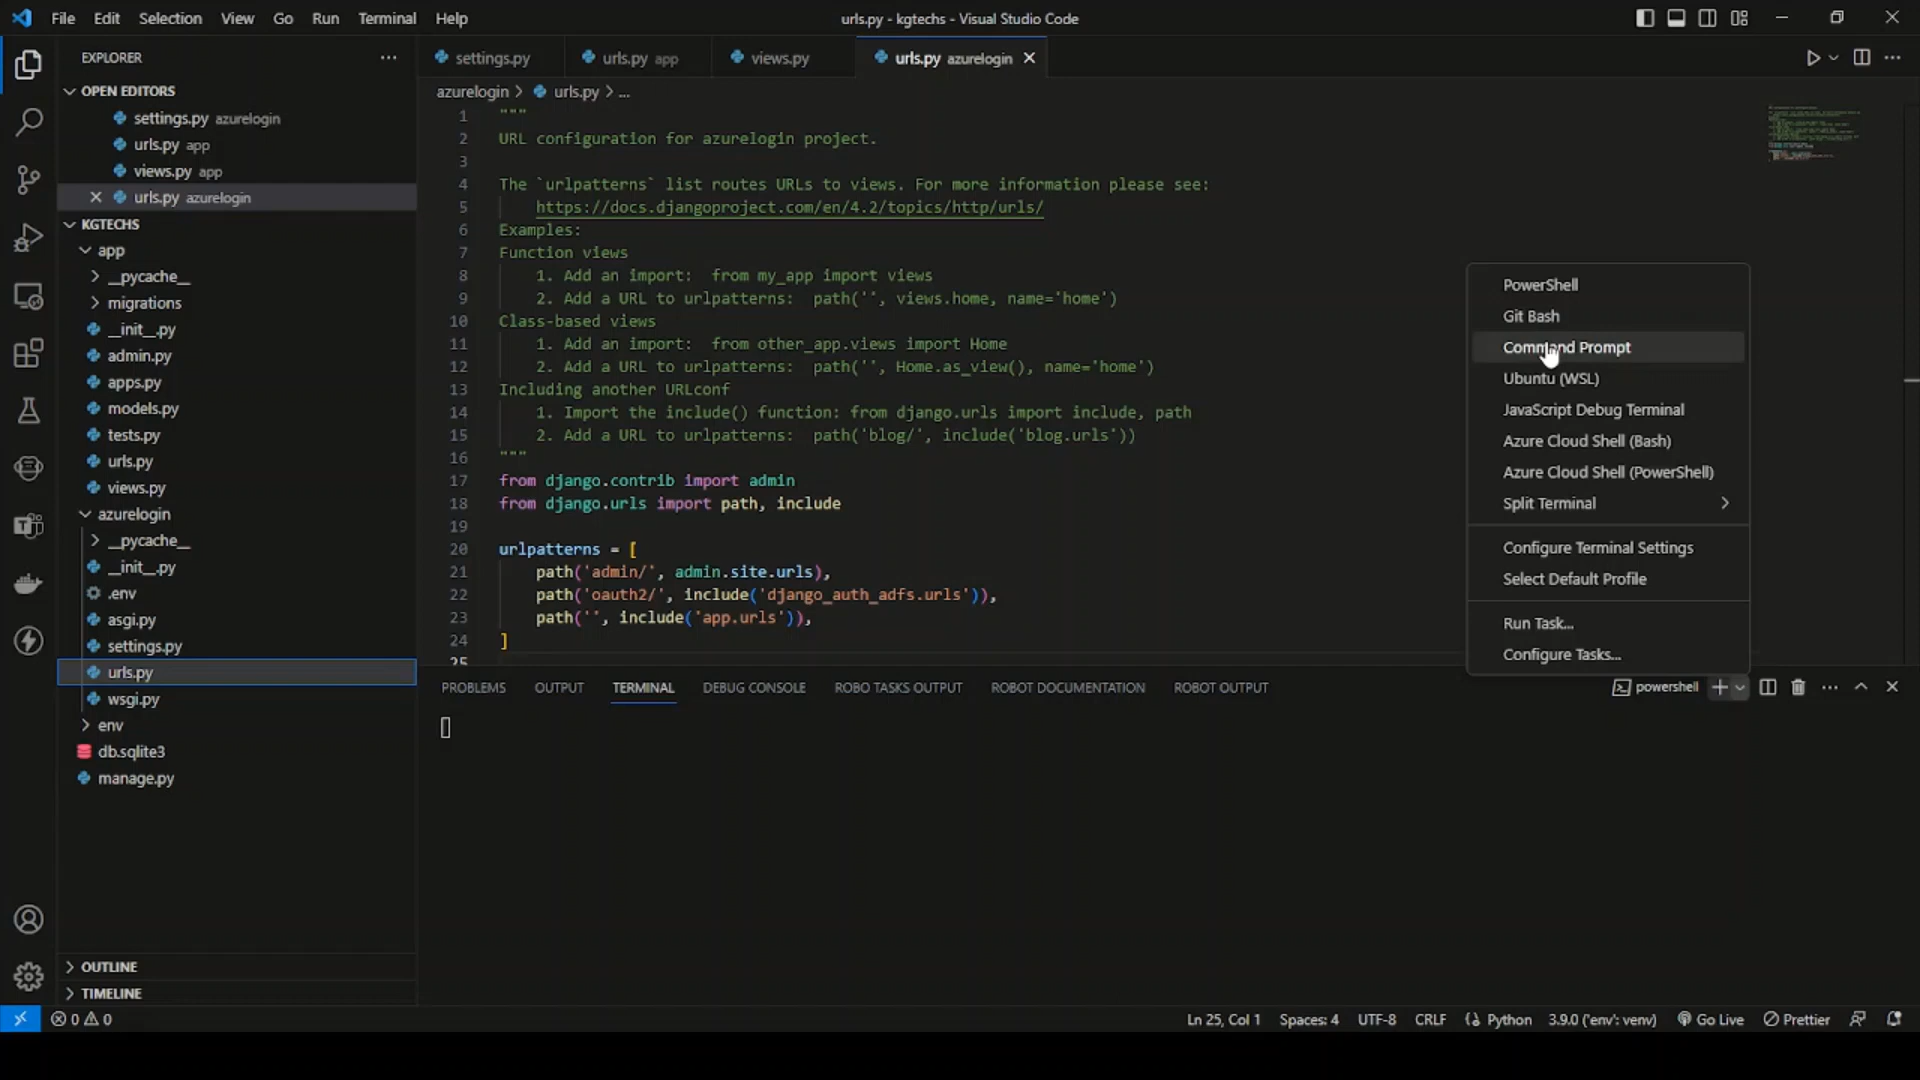 File Edit Selection View Go Run Terminal Help
urls.py - kgtechs - Visual Studio Code
EXPLORER
OPEN EDITORS
settings.py azurelogin
urls.py app
views.py app
urls.py azurelogin
KGTECHS
app
__pycache__
migrations
__init__.py
admin.py
apps.py
models.py
tests.py
urls.py
views.py
azurelogin
__pycache__
__init__.py
.env
asgi.py
settings.py
urls.py
wsgi.py
env
db.sqlite3
manage.py
OUTLINE
TIMELINE
settings.py urls.py app views.py urls.py azurelogin
azurelogin > urls.py > ...
1 """
2 URL configuration for azurelogin project.
3
4 The `urlpatterns` list routes URLs to views. For more information please see:
5 https://docs.djangoproject.com/en/4.2/topics/http/urls/
6 Examples:
7 Function views
8 1. Add an import:  from my_app import views
9 2. Add a URL to urlpatterns:  path('', views.home, name='home')
10 Class-based views
11 1. Add an import:  from other_app.views import Home
12 2. Add a URL to urlpatterns:  path('', Home.as_view(), name='home')
13 Including another URLconf
14 1. Import the include() function: from django.urls import include, path
15 2. Add a URL to urlpatterns:  path('blog/', include('blog.urls'))
16 """
17 from django.contrib import admin
18 from django.urls import path, include
19
20 urlpatterns = [
21 path('admin/', admin.site.urls),
22 path('oauth2/', include('django_auth_adfs.urls')),
23 path('', include('app.urls')),
24 ]
25
PowerShell
Git Bash
Command Prompt
Ubuntu (WSL)
JavaScript Debug Terminal
Azure Cloud Shell (Bash)
Azure Cloud Shell (PowerShell)
Split Terminal
Configure Terminal Settings
Select Default Profile
Run Task...
Configure Tasks...
PROBLEMS OUTPUT TERMINAL DEBUG CONSOLE ROBO TASKS OUTPUT ROBOT DOCUMENTATION ROBOT OUTPUT
powershell
0 0
Ln 25, Col 1 Spaces: 4 UTF-8 CRLF Python 3.9.0 ('env': venv) Go Live Prettier